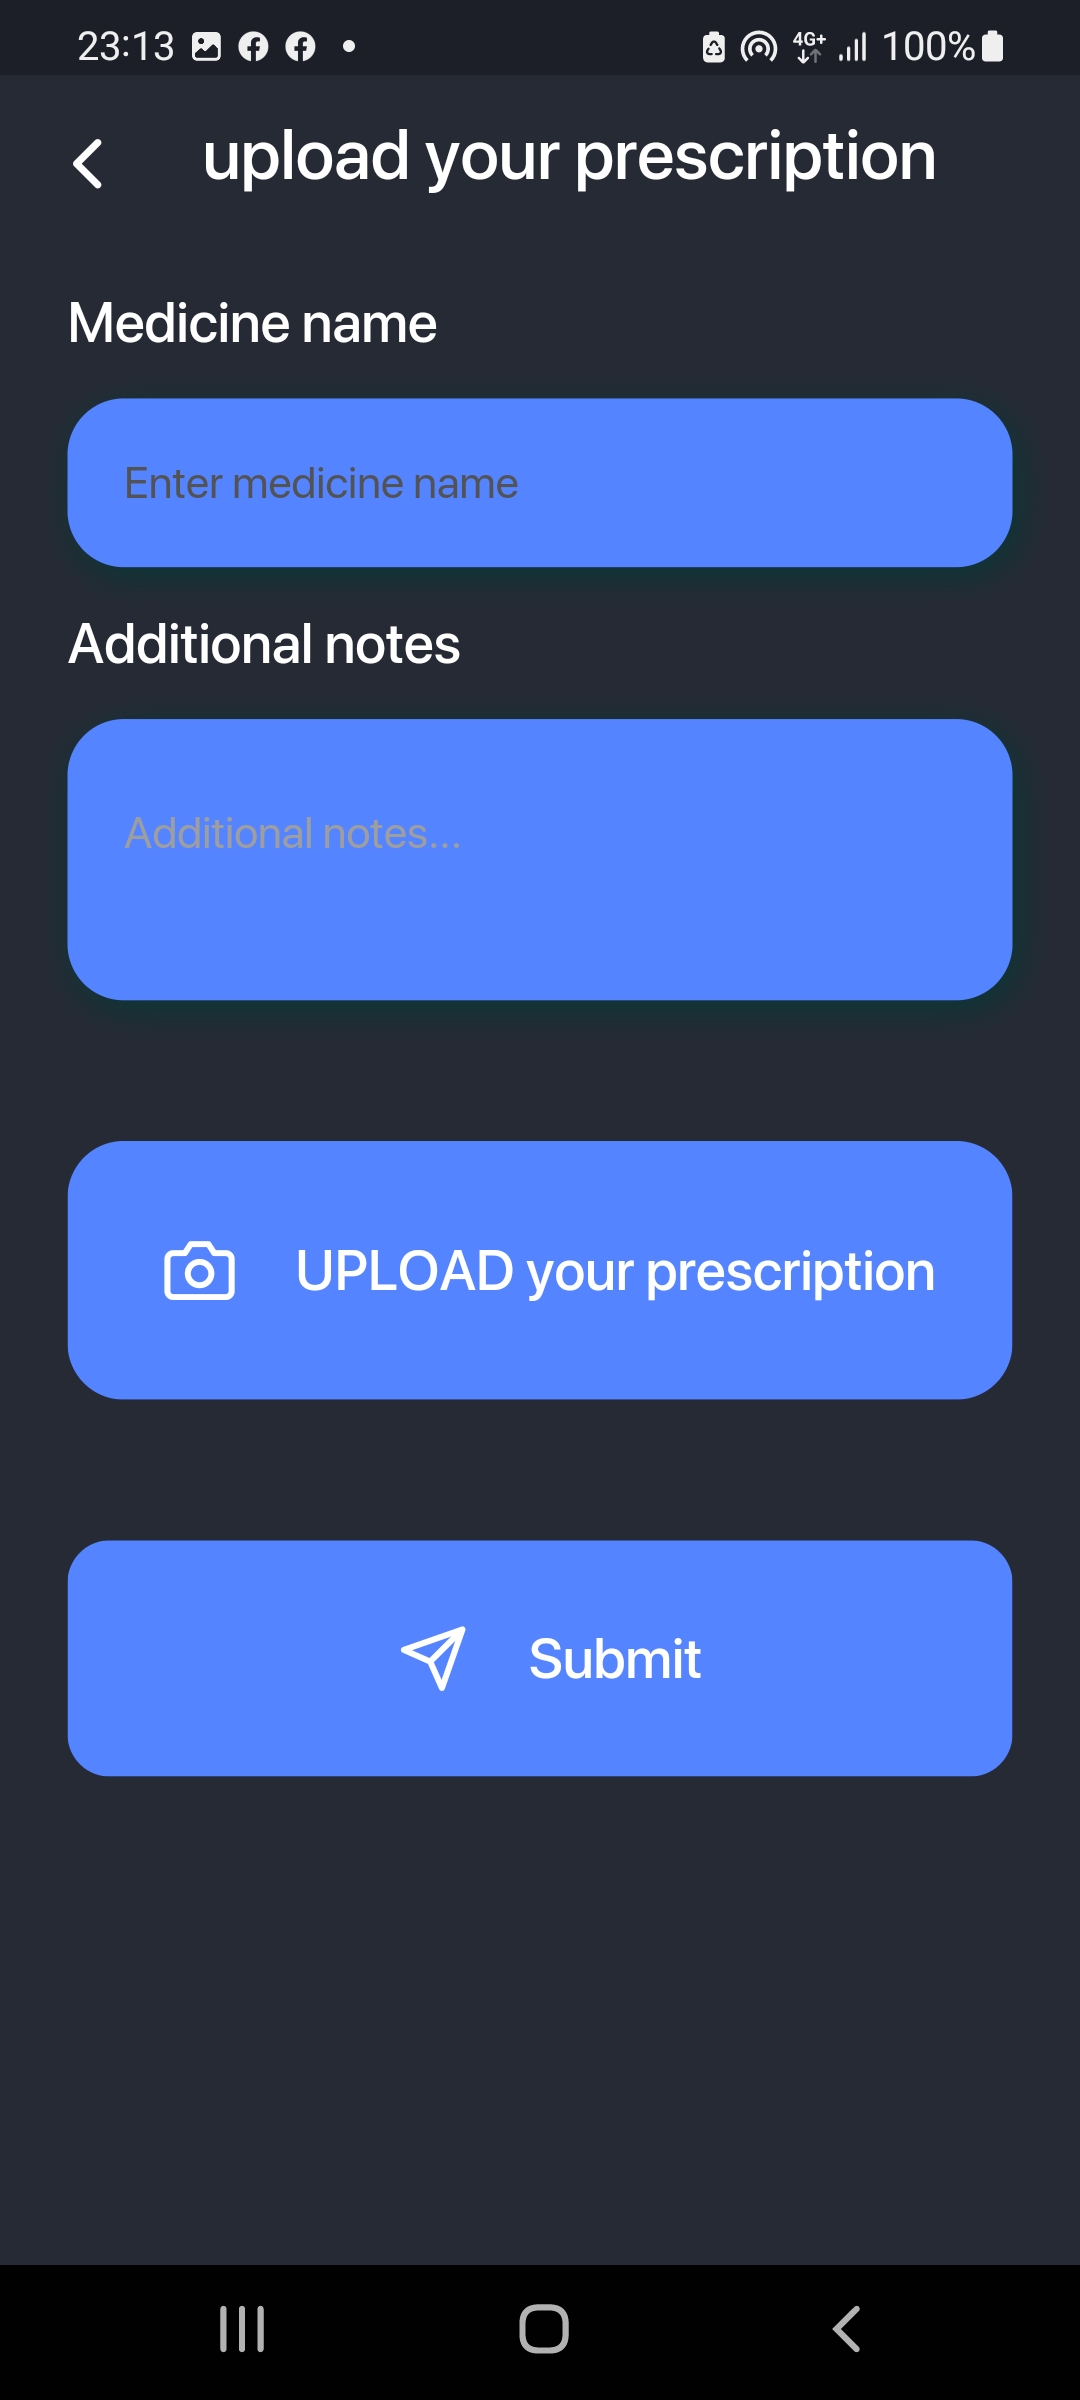 23:13
4G+
100%
upload your prescription
Medicine name
Enter medicine name
Additional notes
Additional notes...
UPLOAD your prescription
Submit